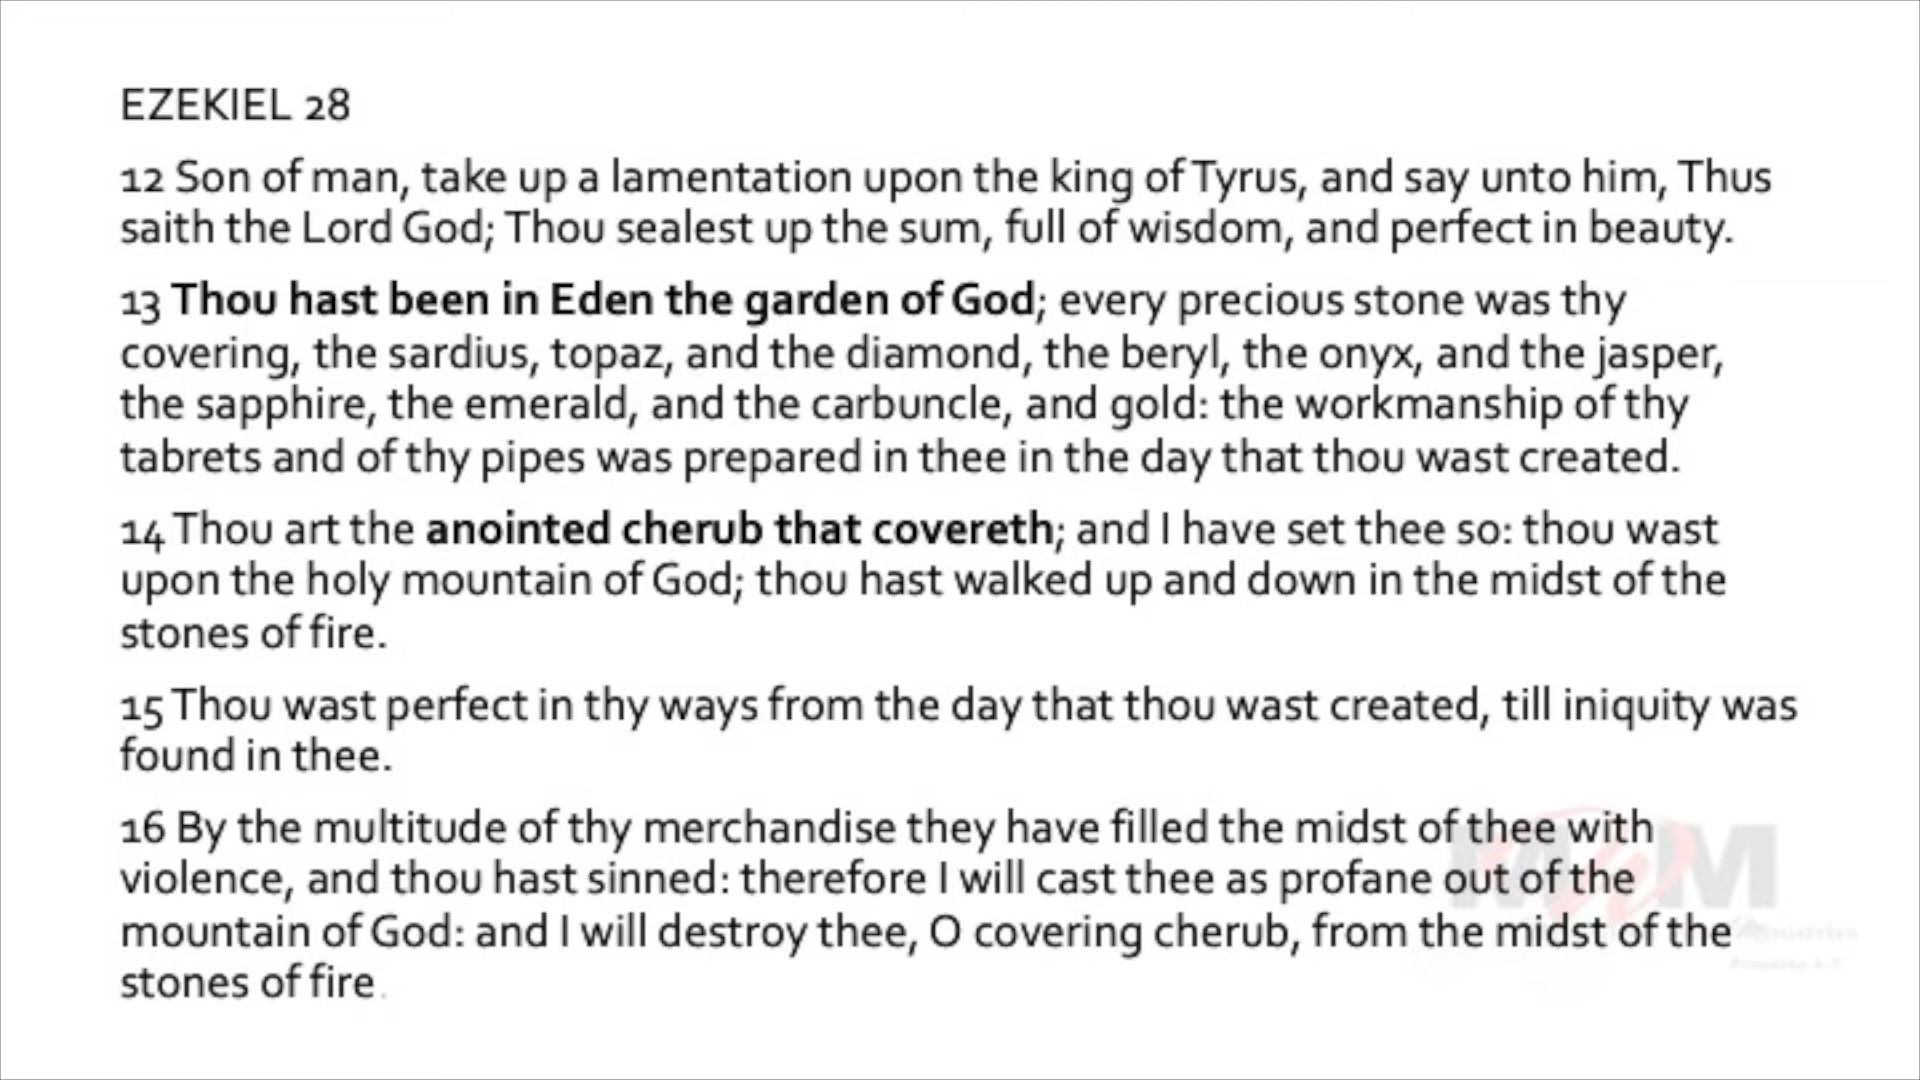 EZEKIEL 28
12 Son of man, take up a lamentation upon the king of Tyrus, and say unto him, Thus
saith the Lord God; Thou sealest up the sum, full of wisdom, and perfect in beauty.
13 Thou hast been in Eden the garden of God; every precious stone was thy
covering, the sardius, topaz, and the diamond, the beryl, the onyx, and the jasper,
the sapphire, the emerald, and the carbuncle, and gold: the workmanship of thy
tabrets and of thy pipes was prepared in thee in the day that thou wast created.
14 Thou art the anointed cherub that covereth; and I have set thee so: thou wast
upon the holy mountain of God; thou hast walked up and down in the midst of the
stones of fire.
15 Thou wast perfect in thy ways from the day that thou wast created, till iniquity was
found in thee.
16 By the multitude of thy merchandise they have filled the midst of thee with
violence, and thou hast sinned: therefore I will cast thee as profane out of the
mountain of God: and I will destroy thee, O covering cherub, from the midst of the
stones of fire.
Ministries